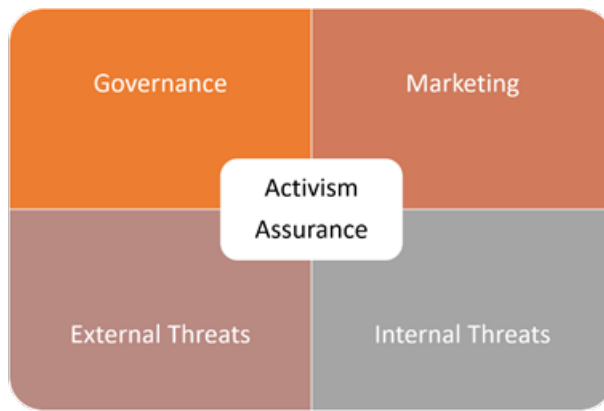 Governance
Marketing
Activism
Assurance
External Threats
Internal Threats